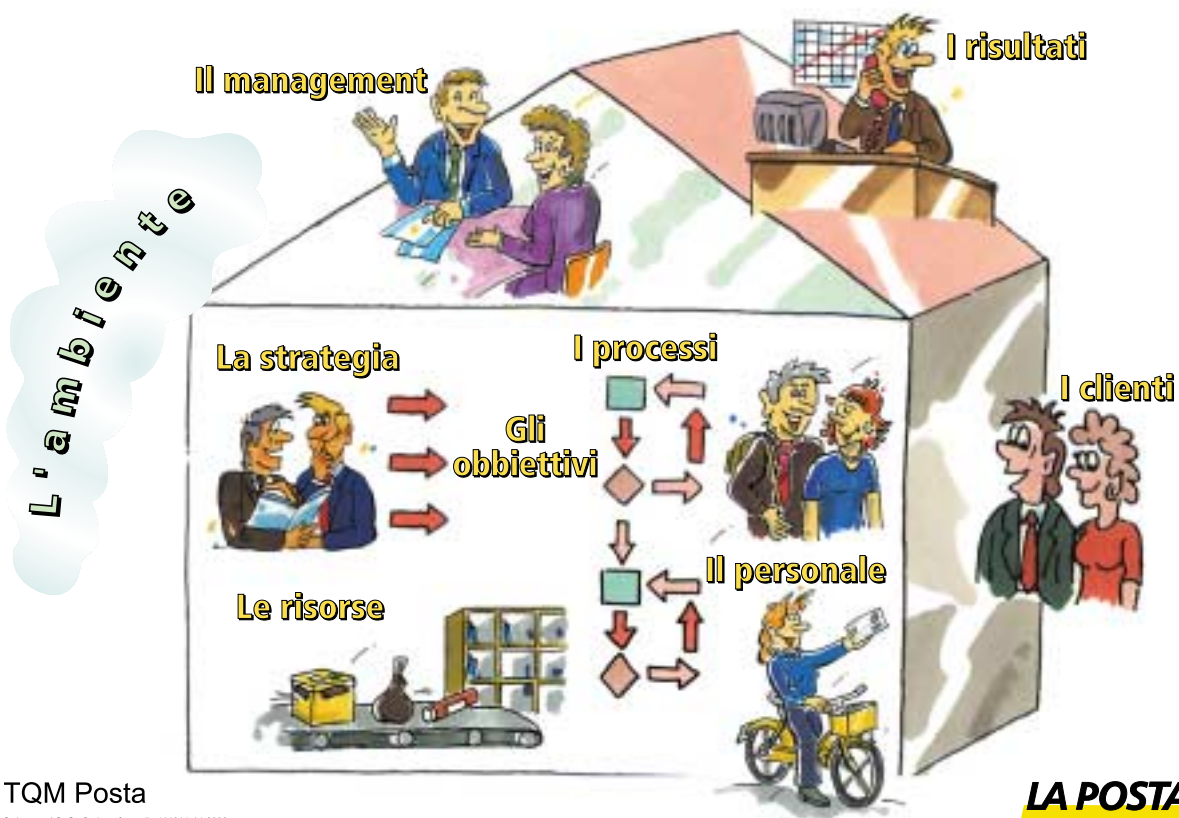 I risultati
Il management
L'ambiente
La strategia
I processi
I clienti
Gli
obbiettivi
Il personale
Le risorse
TQM Posta
LA POSTA